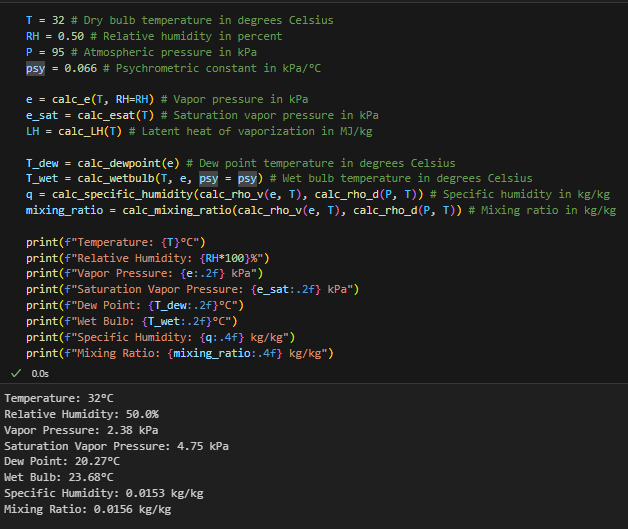 T = 32 # Dry bulb temperature in degrees Celsius
RH = 0.50 # Relative humidity in percent
P = 95 # Atmospheric pressure in kPa
psy = 0.066 # Psychrometric constant in kPa/°C
e = calc_e(T, RH=RH) # Vapor pressure in kPa
e_sat = calc_esat(T) # Saturation vapor pressure in kPa
LH = calc_LH(T) # Latent heat of vaporization in MJ/kg
T_dew = calc_dewpoint(e) # Dew point temperature in degrees Celsius
T_wet = calc_wetbulb(T, e, psy = psy) # Wet bulb temperature in degrees Celsius
q = calc_specific_humidity(calc_rho_v(e, T), calc_rho_d(P, T)) # Specific humidity in kg/kg
mixing_ratio = calc_mixing_ratio(calc_rho_v(e, T), calc_rho_d(P, T)) # Mixing ratio in kg/kg
print(f"Temperature: {T}°C")
print(f"Relative Humidity: {RH*100}%")
print(f"Vapor Pressure: {e:.2f} kPa")
print(f"Saturation Vapor Pressure: {e_sat:.2f} kPa")
print(f"Dew Point: {T_dew:.2f}°C")
print(f"Wet Bulb: {T_wet:.2f}°C")
print(f"Specific Humidity: {q:.4f} kg/kg")
print(f"Mixing Ratio: {mixing_ratio:.4f} kg/kg")
0.0s
Temperature: 32°C
Relative Humidity: 50.0%
Vapor Pressure: 2.38 kPa
Saturation Vapor Pressure: 4.75 kPa
Dew Point: 20.27°C
Wet Bulb: 23.68°C
Specific Humidity: 0.0153 kg/kg
Mixing Ratio: 0.0156 kg/kg